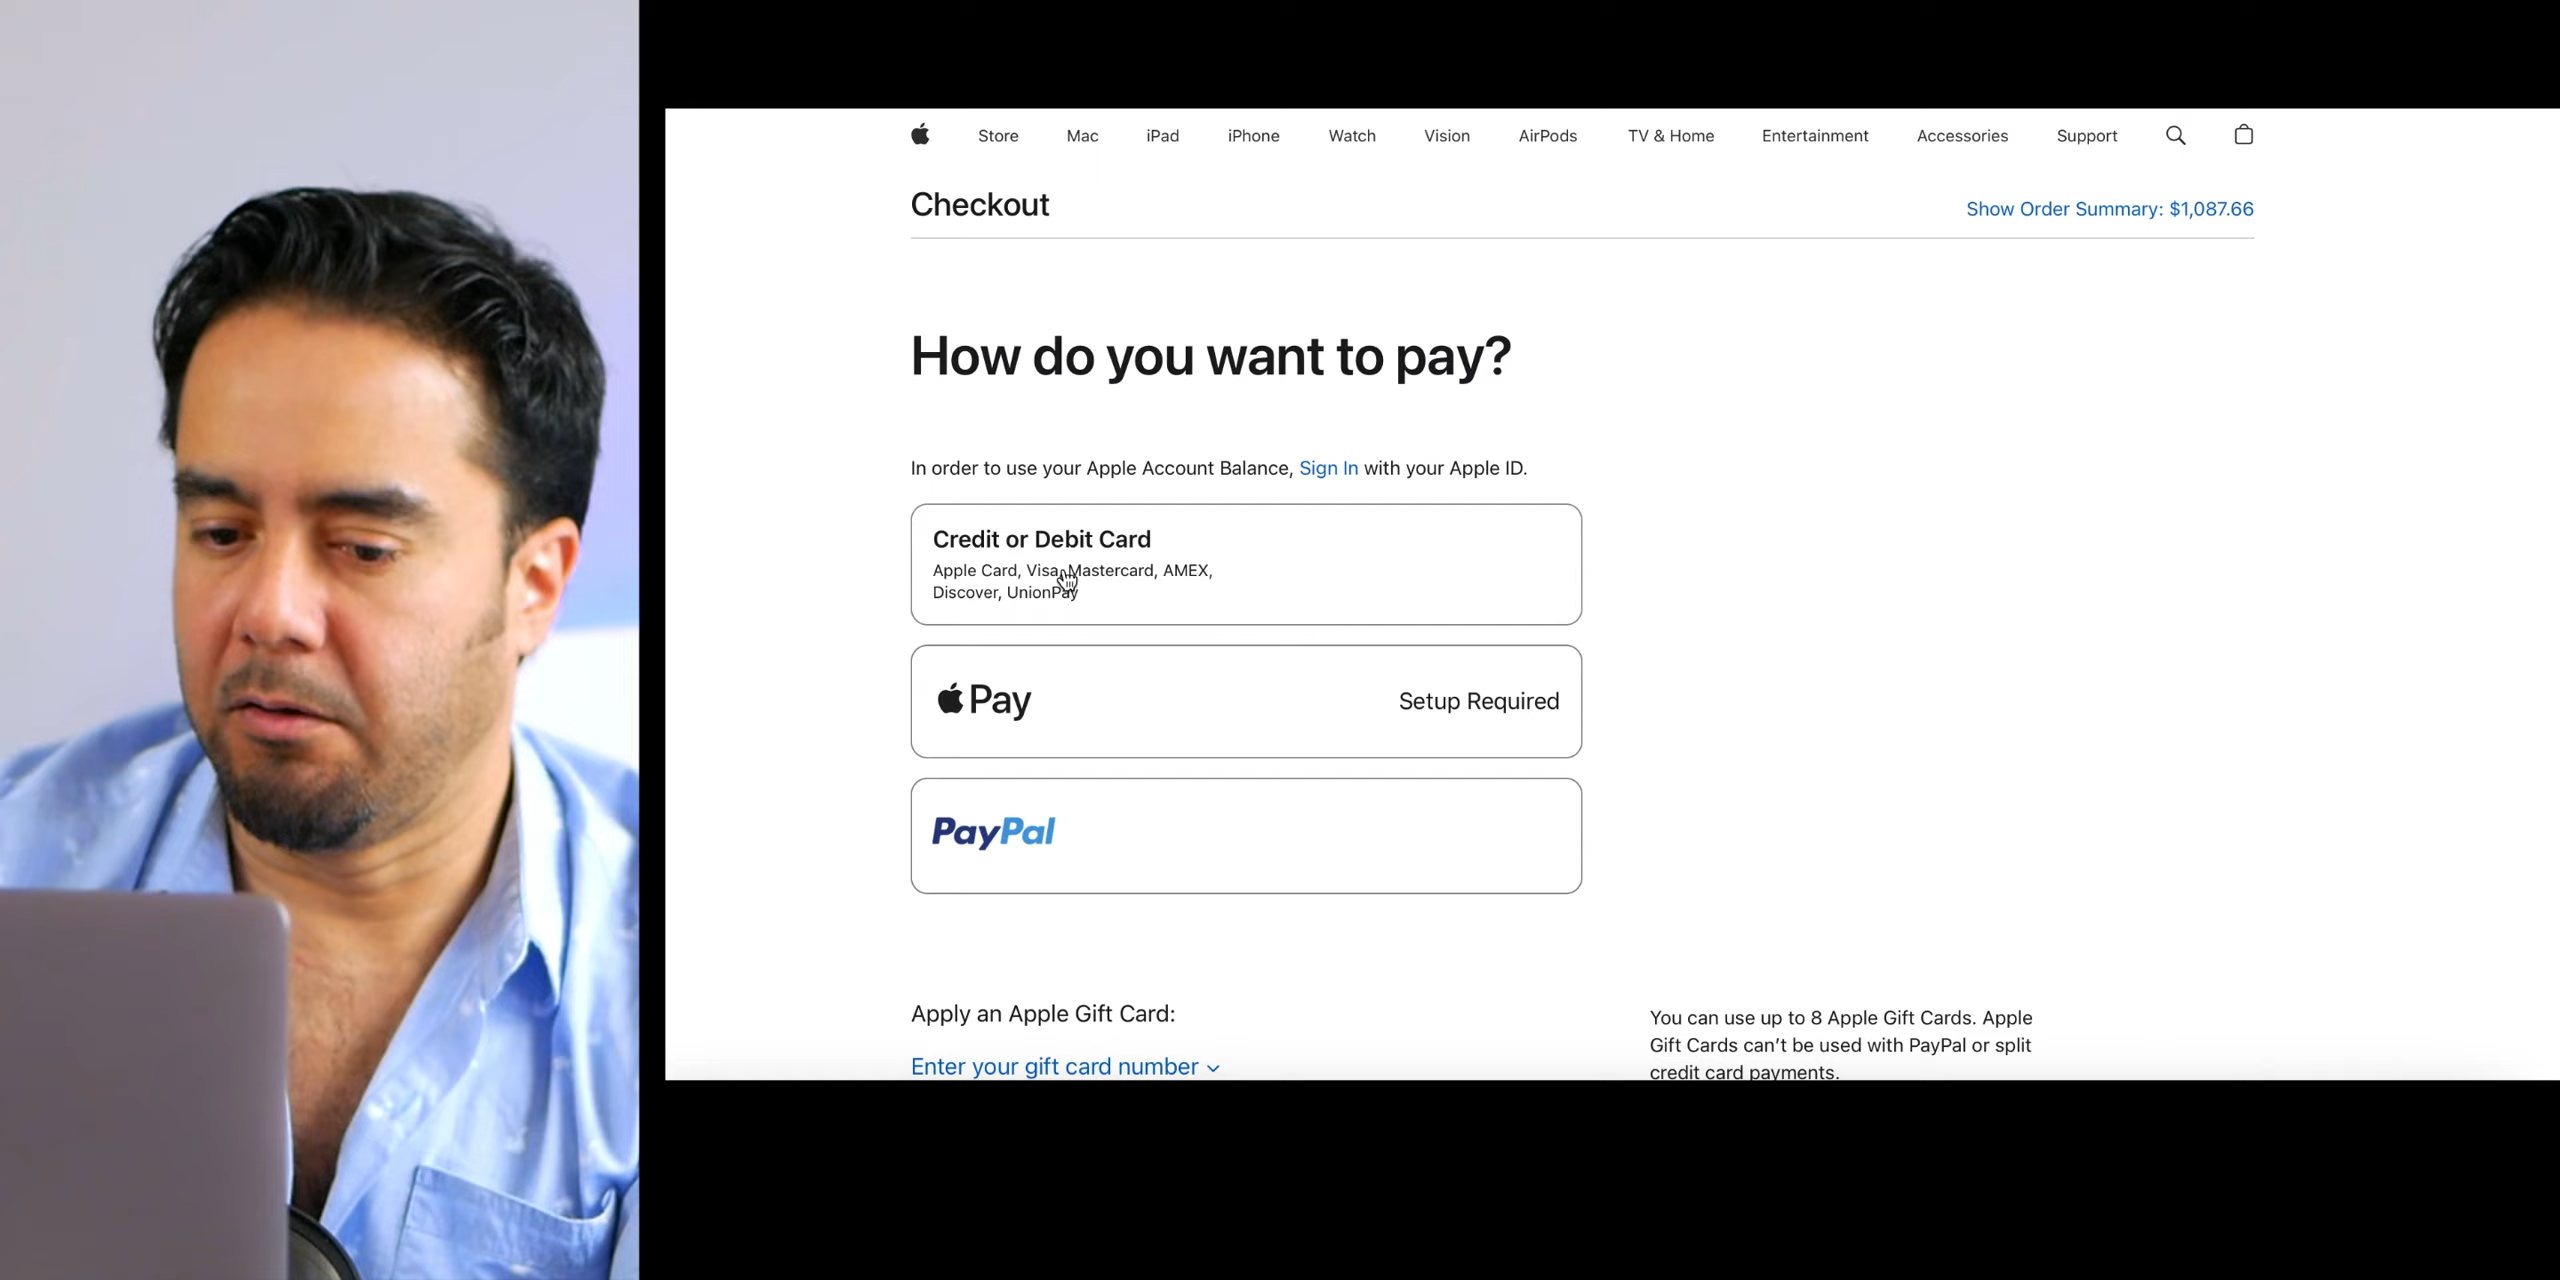 Store Mac iPad iPhone Watch Vision AirPods TV & Home Entertainment Accessories Support
Checkout
Show Order Summary: $1,087.66
How do you want to pay?
In order to use your Apple Account Balance, Sign In with your Apple ID.
Credit or Debit Card
Apple Card, Visa, Mastercard, AMEX,
Discover, UnionPay
Pay
Setup Required
PayPal
Apply an Apple Gift Card:
Enter your gift card number
You can use up to 8 Apple Gift Cards. Apple
Gift Cards can’t be used with PayPal or split
credit card payments.